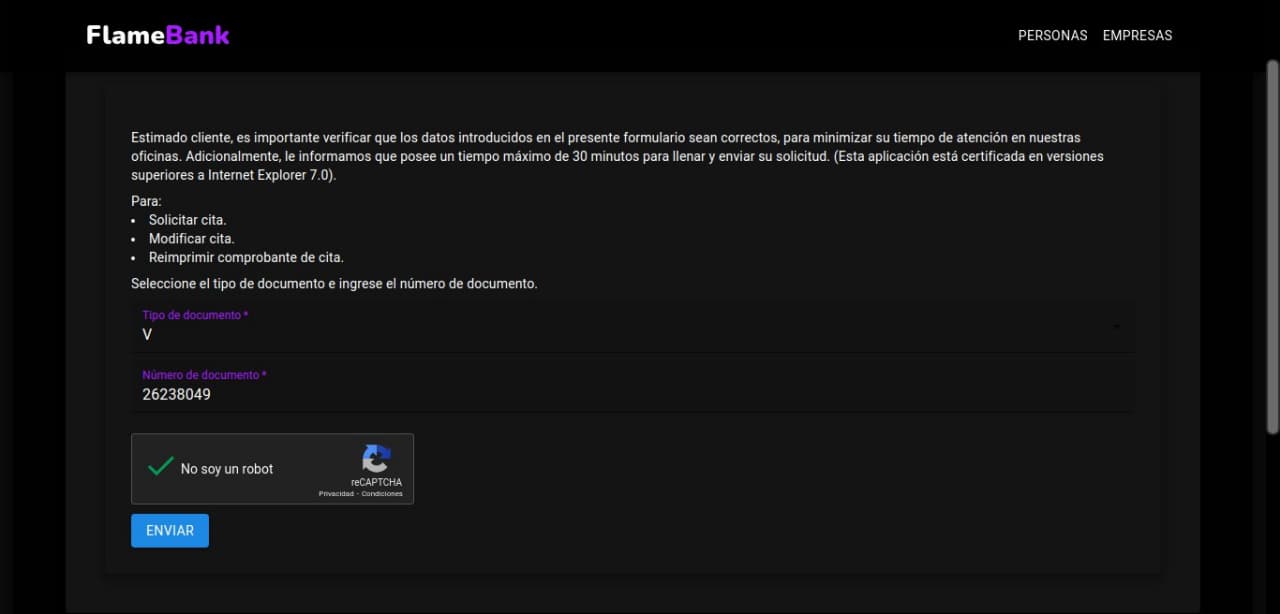 FlameBank
PERSONAS EMPRESAS
Estimado cliente, es importante verificar que los datos introducidos en el presente formulario sean correctos, para minimizar su tiempo de atención en nuestras
oficinas. Adicionalmente, le informamos que posee un tiempo máximo de 30 minutos para llenar y enviar su solicitud. (Esta aplicación está certificada en versiones
superiores a Internet Explorer 7.0).
Para:
• Solicitar cita.
• Modificar cita.
• Reimprimir comprobante de cita.
Seleccione el tipo de documento e ingrese el número de documento.
Tipo de documento *
V
Número de documento *
26238049
No soy un robot
reCAPTCHA
Privacidad - Condiciones
ENVIAR